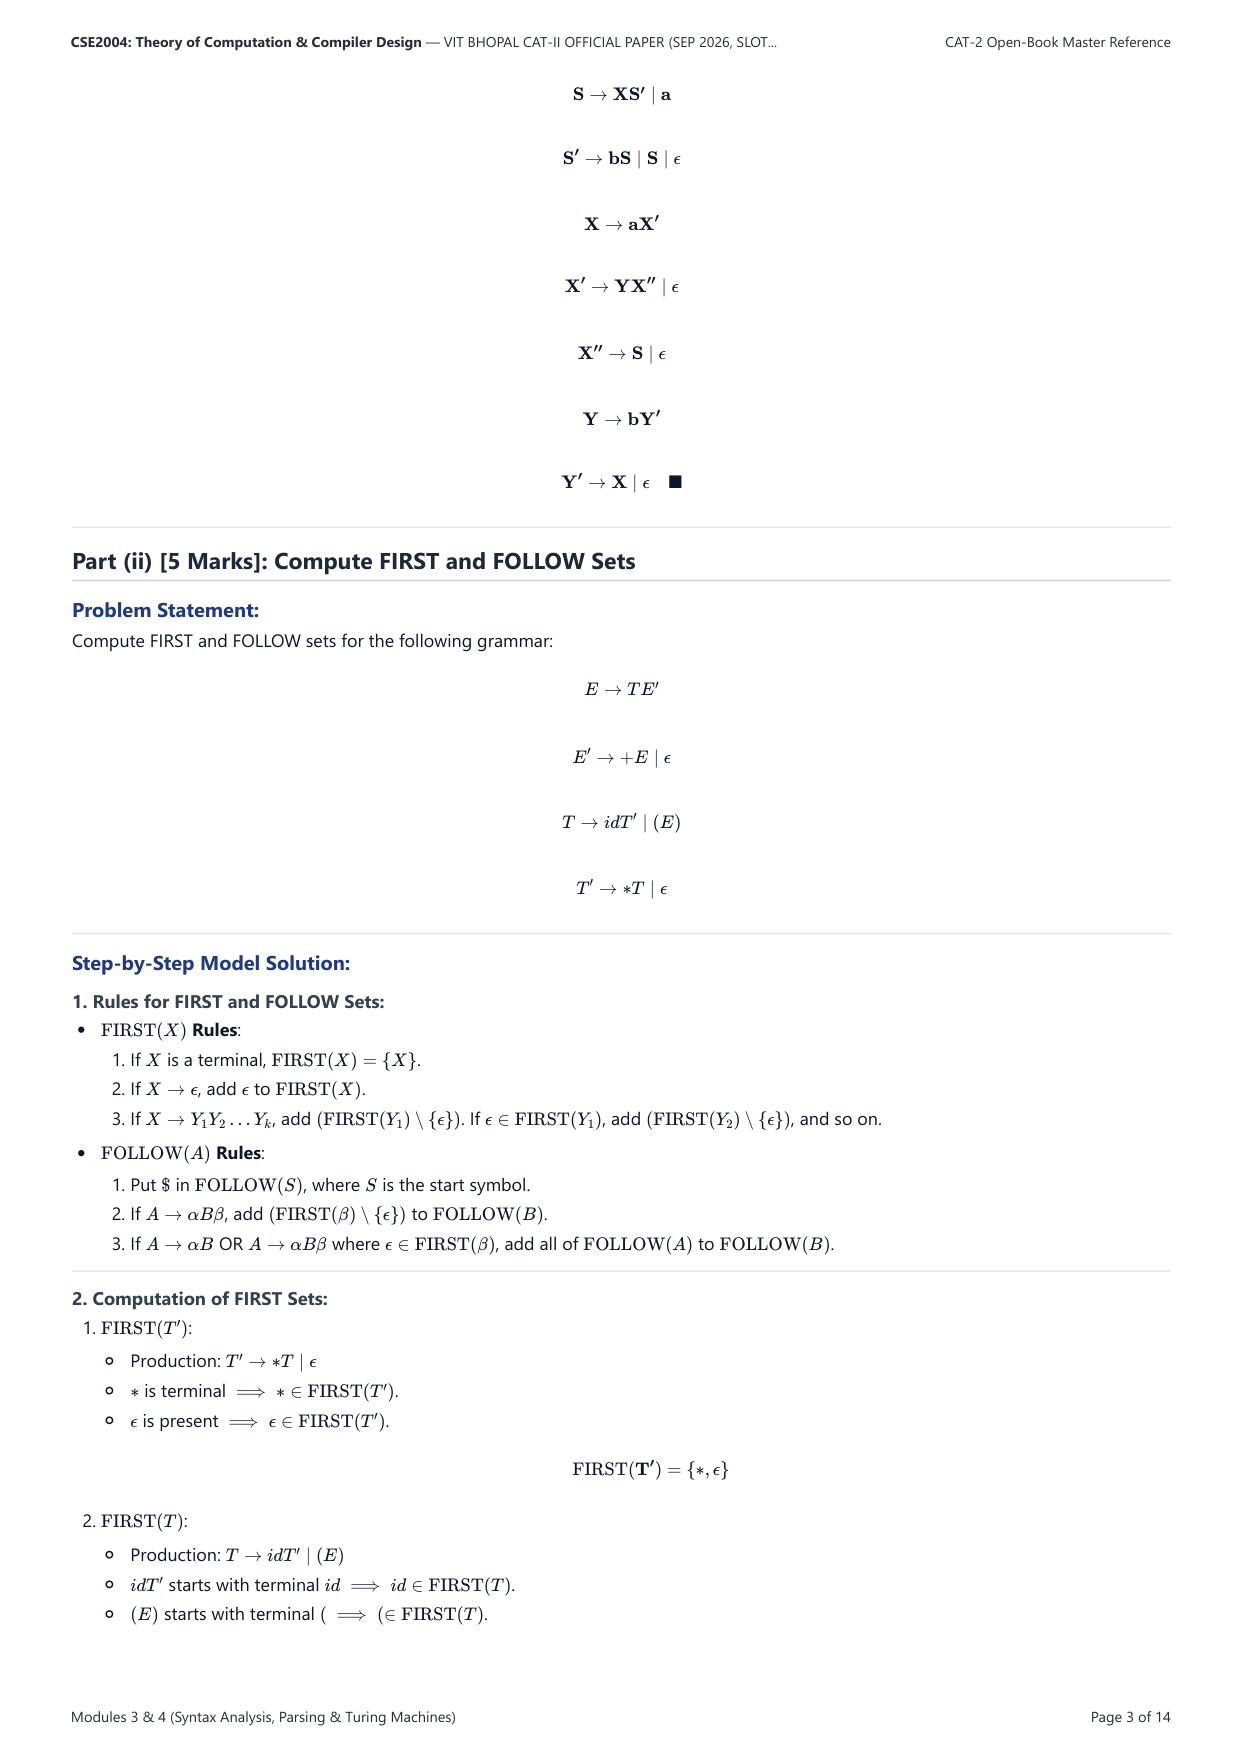 CSE2004: Theory of Computation & Compiler Design — VIT BHOPAL CAT-II OFFICIAL PAPER (SEP 2026, SLOT... CAT-2 Open-Book Master Reference
S → XS′ | a
S′ → bS | S | ϵ
X → aX′
X′ → YX′′ | ϵ
X′′ → S | ϵ
Y → bY′
Y′ → X | ϵ ■
Part (ii) [5 Marks]: Compute FIRST and FOLLOW Sets
Problem Statement:
Compute FIRST and FOLLOW sets for the following grammar:
E → TE′
E′ → +E | ϵ
T → idT′ | (E)
T′ → ∗T | ϵ
Step-by-Step Model Solution:
1. Rules for FIRST and FOLLOW Sets:
• FIRST(X) Rules:
1. If X is a terminal, FIRST(X) = {X}.
2. If X → ϵ, add ϵ to FIRST(X).
3. If X → Y₁Y₂ … Yₖ, add (FIRST(Y₁) \ {ϵ}). If ϵ ∈ FIRST(Y₁), add (FIRST(Y₂) \ {ϵ}), and so on.
• FOLLOW(A) Rules:
1. Put $ in FOLLOW(S), where S is the start symbol.
2. If A → αBβ, add (FIRST(β) \ {ϵ}) to FOLLOW(B).
3. If A → αB OR A → αBβ where ϵ ∈ FIRST(β), add all of FOLLOW(A) to FOLLOW(B).
2. Computation of FIRST Sets:
1. FIRST(T′):
∘ Production: T′ → ∗T | ϵ
∘ ∗ is terminal ⟹ ∗ ∈ FIRST(T′).
∘ ϵ is present ⟹ ϵ ∈ FIRST(T′).
FIRST(T′) = {∗, ϵ}
2. FIRST(T):
∘ Production: T → idT′ | (E)
∘ idT′ starts with terminal id ⟹ id ∈ FIRST(T).
∘ (E) starts with terminal ( ⟹ (∈ FIRST(T).
Modules 3 & 4 (Syntax Analysis, Parsing & Turing Machines) Page 3 of 14